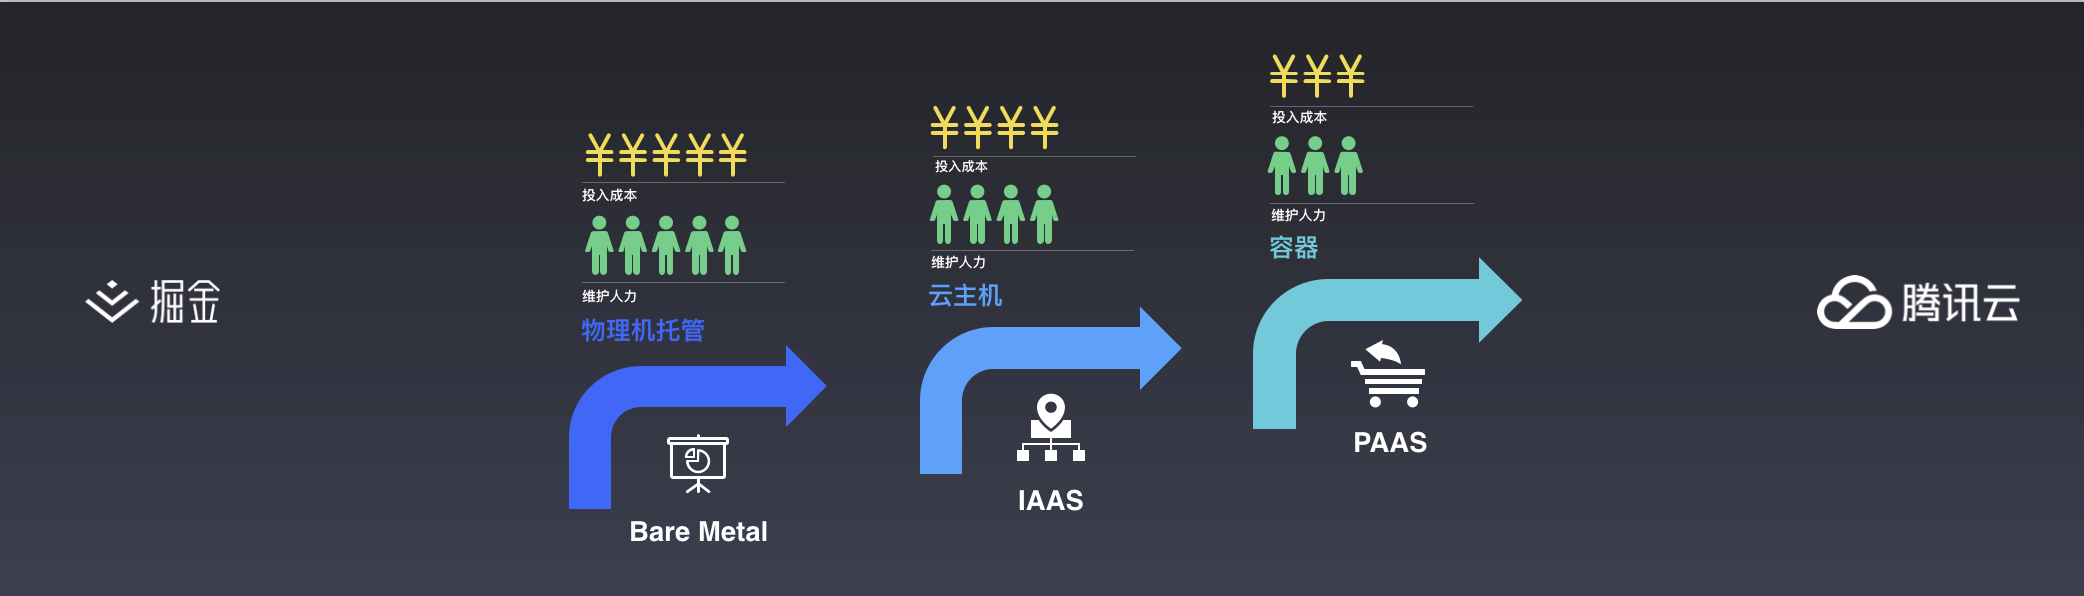 掘金
¥¥¥¥¥
投入成本
维护人力
物理机托管
Bare Metal
¥¥¥¥
投入成本
维护人力
云主机
IAAS
¥¥¥
投入成本
维护人力
容器
PAAS
腾讯云